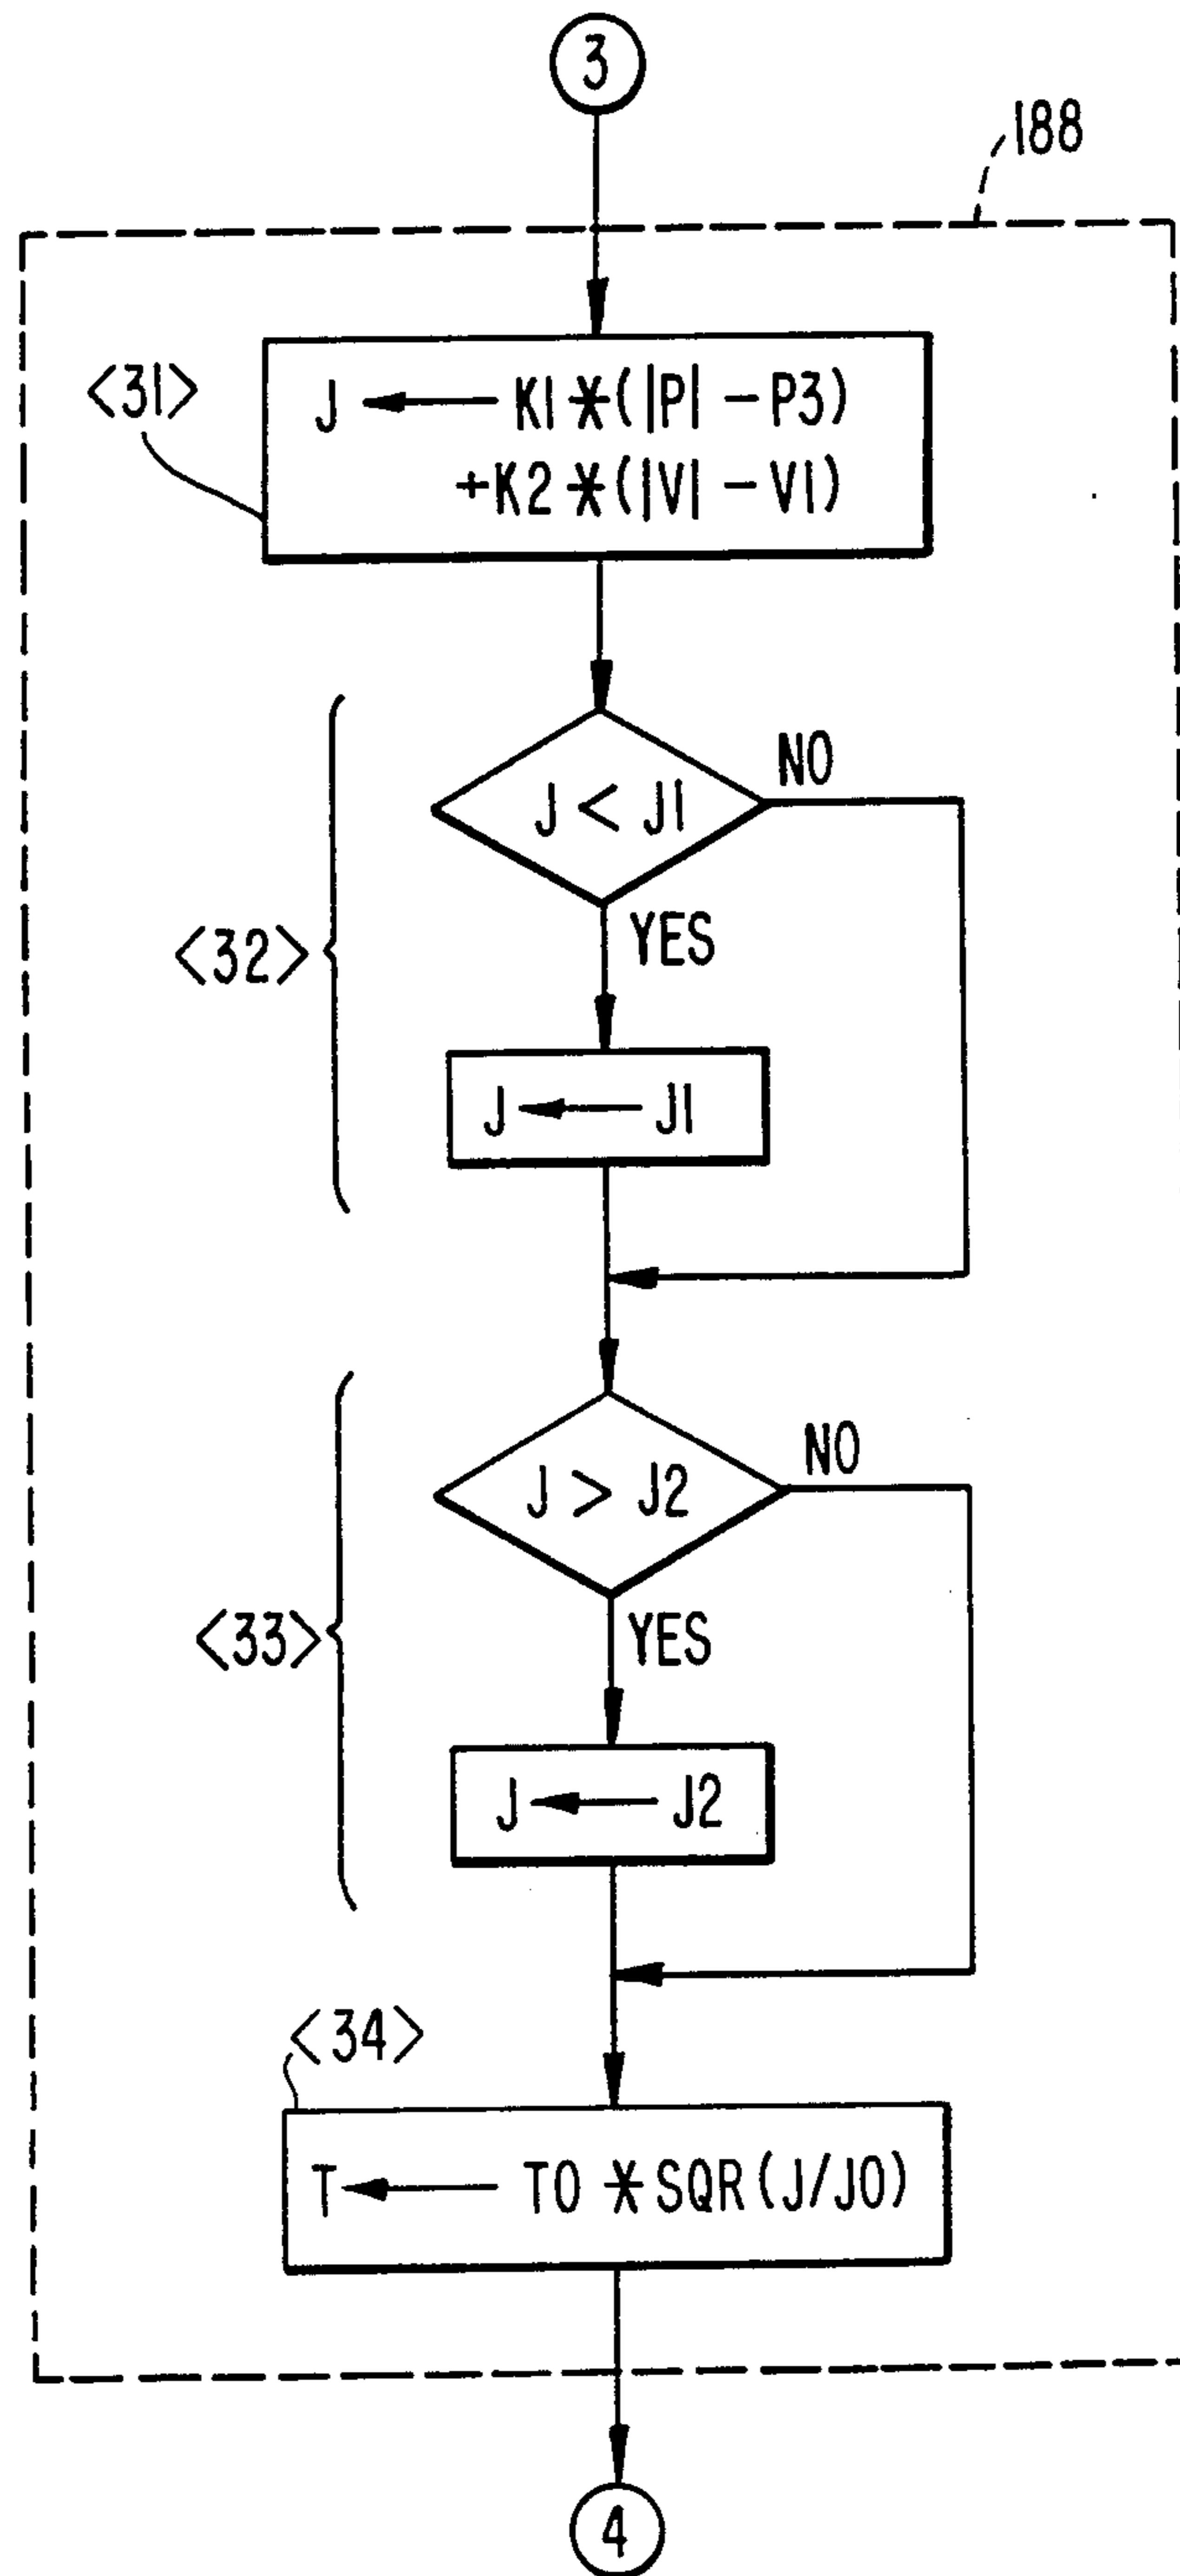 3
188
<31>
J ← K1 * (|P| - P3)
+K2 * (|V| - V1)
J < J1
NO
YES
<32>
J ← J1
J > J2
NO
YES
<33>
J ← J2
<34>
T ← T0 * SQR (J/J0)
4